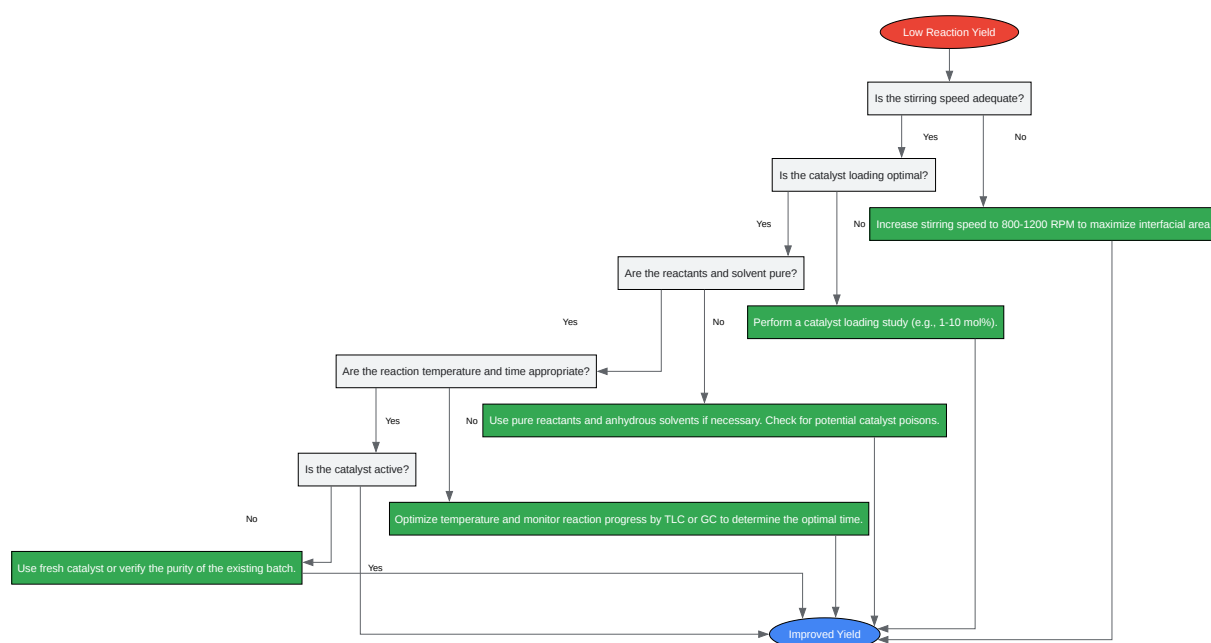 Low Reaction Yield
Is the stirring speed adequate?
Yes
No
Is the catalyst loading optimal?
Yes
No
Increase stirring speed to 800-1200 RPM to maximize interfacial area
Are the reactants and solvent pure?
Yes
No
Perform a catalyst loading study (e.g., 1-10 mol%).
Are the reaction temperature and time appropriate?
Yes
No
Use pure reactants and anhydrous solvents if necessary. Check for potential catalyst poisons.
Is the catalyst active?
No
Optimize temperature and monitor reaction progress by TLC or GC to determine the optimal time.
Use fresh catalyst or verify the purity of the existing batch.
Yes
Improved Yield